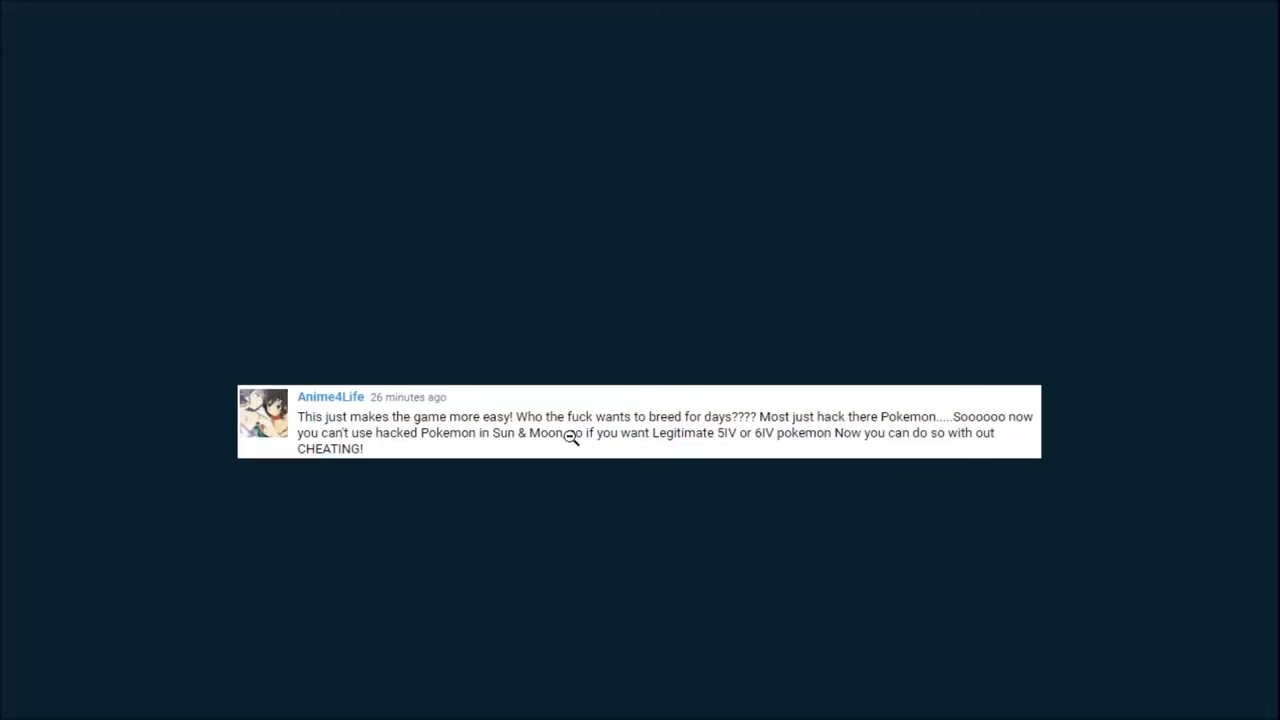 Anime4Life 26 minutes ago
This just makes the game more easy! Who the fuck wants to breed for days???? Most just hack there Pokemon.....Soooooo now
you can't use hacked Pokemon in Sun & Moon if you want Legitimate 5IV or 6IV pokemon Now you can do so with out
CHEATING!